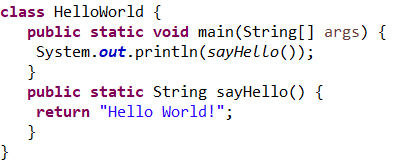 class HelloWorld {
   public static void main(String[] args) {
    System.out.println(sayHello());
   }
   public static String sayHello() {
    return "Hello World!";
   }
}